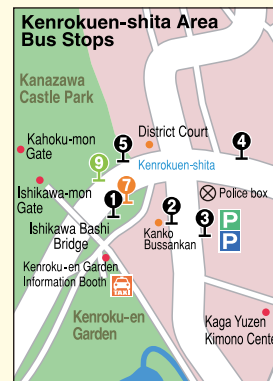 Kenrokuen-shita Area
Bus Stops
Kanazawa
Castle Park
Kahoku-mon
Gate
5
District Court
4
9
Kenrokuen-shita
Ishikawa-mon
Gate
7
1
Police box
2
3
P
P
Ishikawa Bashi
Bridge
Kanko
Bussankan
Kenroku-en Garden
Information Booth
TAXI
Kenroku-en
Garden
Kaga Yuzen
Kimono Cente